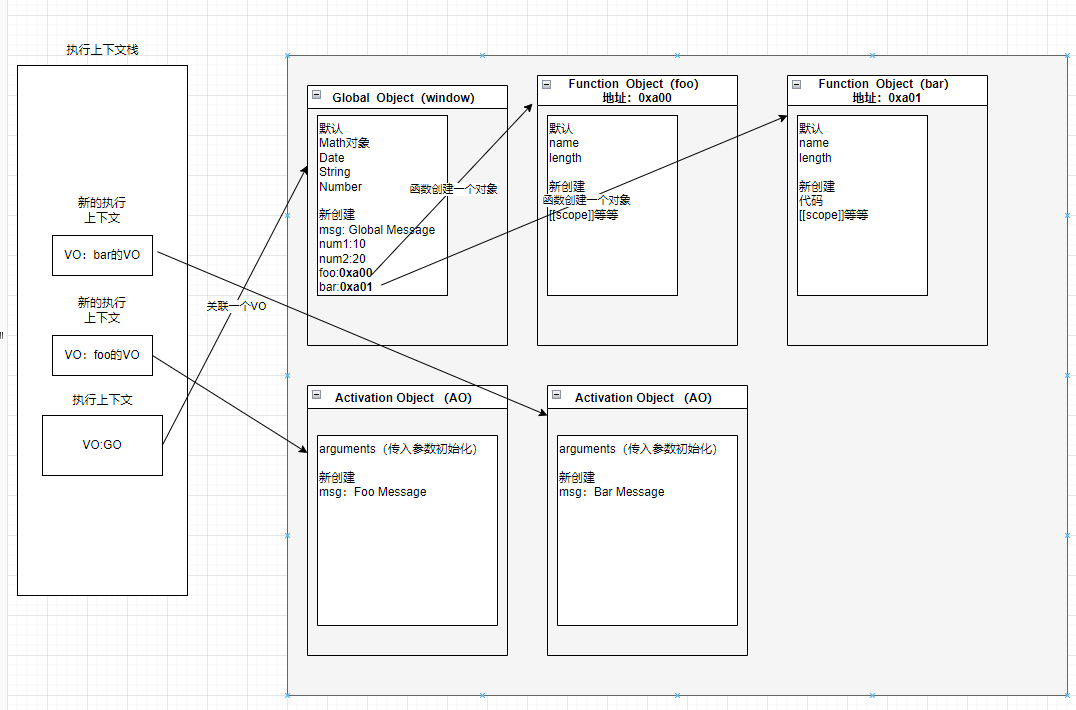 执行上下文栈
新的执行
上下文
VO：bar的VO
新的执行
上下文
VO：foo的VO
执行上下文
VO:GO
关联一个VO
Global Object (window)
默认
Math对象
Date
String
Number
新创建
msg: Global Message
num1:10
num2:20
foo:0xa00
bar:0xa01
函数创建一个对象
Function Object (foo)
地址：0xa00
默认
name
length
新创建
函数创建一个对象
[[scope]]等等
Function Object (bar)
地址：0xa01
默认
name
length
新创建
代码
[[scope]]等等
Activation Object （AO)
arguments（传入参数初始化）
新创建
msg：Foo Message
Activation Object （AO)
arguments（传入参数初始化）
新创建
msg：Bar Message